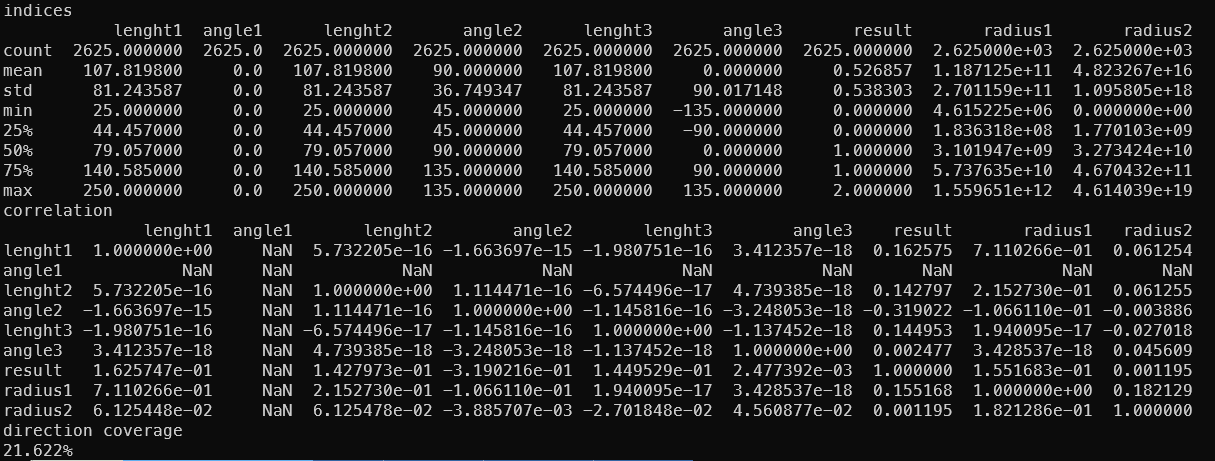 indices
lenght1 angle1 lenght2 angle2 lenght3 angle3 result radius1 radius2
count 2625.000000 2625.0 2625.000000 2625.000000 2625.000000 2625.000000 2625.000000 2.625000e+03 2.625000e+03
mean 107.819800 0.0 107.819800 90.000000 107.819800 0.000000 0.526857 1.187125e+11 4.823267e+16
std 81.243587 0.0 81.243587 36.749347 81.243587 90.017148 0.538303 2.701159e+11 1.095805e+18
min 25.000000 0.0 25.000000 45.000000 25.000000 −135.000000 0.000000 4.615225e+06 0.000000e+00
25% 44.457000 0.0 44.457000 45.000000 44.457000 −90.000000 0.000000 1.836318e+08 1.770103e+09
50% 79.057000 0.0 79.057000 90.000000 79.057000 0.000000 1.000000 3.101947e+09 3.273424e+10
75% 140.585000 0.0 140.585000 135.000000 140.585000 90.000000 1.000000 5.737635e+10 4.670432e+11
max 250.000000 0.0 250.000000 135.000000 250.000000 135.000000 2.000000 1.559651e+12 4.614039e+19
correlation
lenght1 angle1 lenght2 angle2 lenght3 angle3 result radius1 radius2
lenght1 1.000000e+00 NaN 5.732205e−16 −1.663697e−15 −1.980751e−16 3.412357e−18 0.162575 7.110266e−01 0.061254
angle1 NaN NaN NaN NaN NaN NaN NaN NaN NaN
lenght2 5.732205e−16 NaN 1.000000e+00 1.114471e−16 −6.574496e−17 4.739385e−18 0.142797 2.152730e−01 0.061255
angle2 −1.663697e−15 NaN 1.114471e−16 1.000000e+00 −1.145816e−16 −3.248053e−18 −0.319022 −1.066110e−01 −0.003886
lenght3 −1.980751e−16 NaN −6.574496e−17 −1.145816e−16 1.000000e+00 −1.137452e−18 0.144953 1.940095e−17 −0.027018
angle3 3.412357e−18 NaN 4.739385e−18 −3.248053e−18 −1.137452e−18 1.000000e+00 0.002477 3.428537e−18 0.045609
result 1.625747e−01 NaN 1.427973e−01 −3.190216e−01 1.449529e−01 2.477392e−03 1.000000 1.551683e−01 0.001195
radius1 7.110266e−01 NaN 2.152730e−01 −1.066110e−01 1.940095e−17 3.428537e−18 0.155168 1.000000e+00 0.182129
radius2 6.125448e−02 NaN 6.125478e−02 −3.885707e−03 −2.701848e−02 4.560877e−02 0.001195 1.821286e−01 1.000000
direction coverage
21.622%